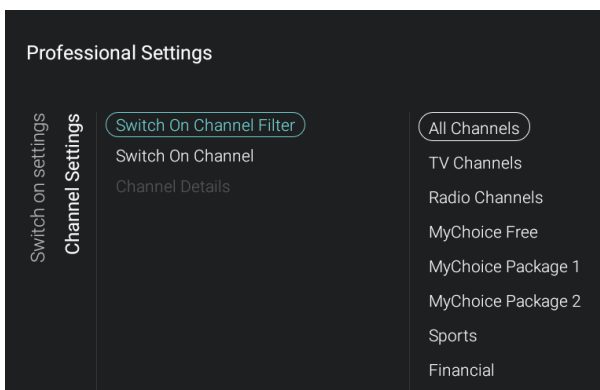 Professional Settings
Switch on settings
Channel Settings
Switch On Channel Filter
Switch On Channel
Channel Details
All Channels
TV Channels
Radio Channels
MyChoice Free
MyChoice Package 1
MyChoice Package 2
Sports
Financial